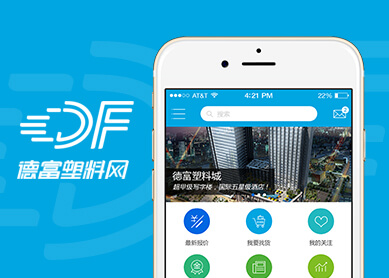 DF
德富塑料网
AT&T
4:21 PM
22%
搜索
2
德富塑料城
超甲级写字楼，国际五星级酒店！
最新报价
我要找货
我的关注